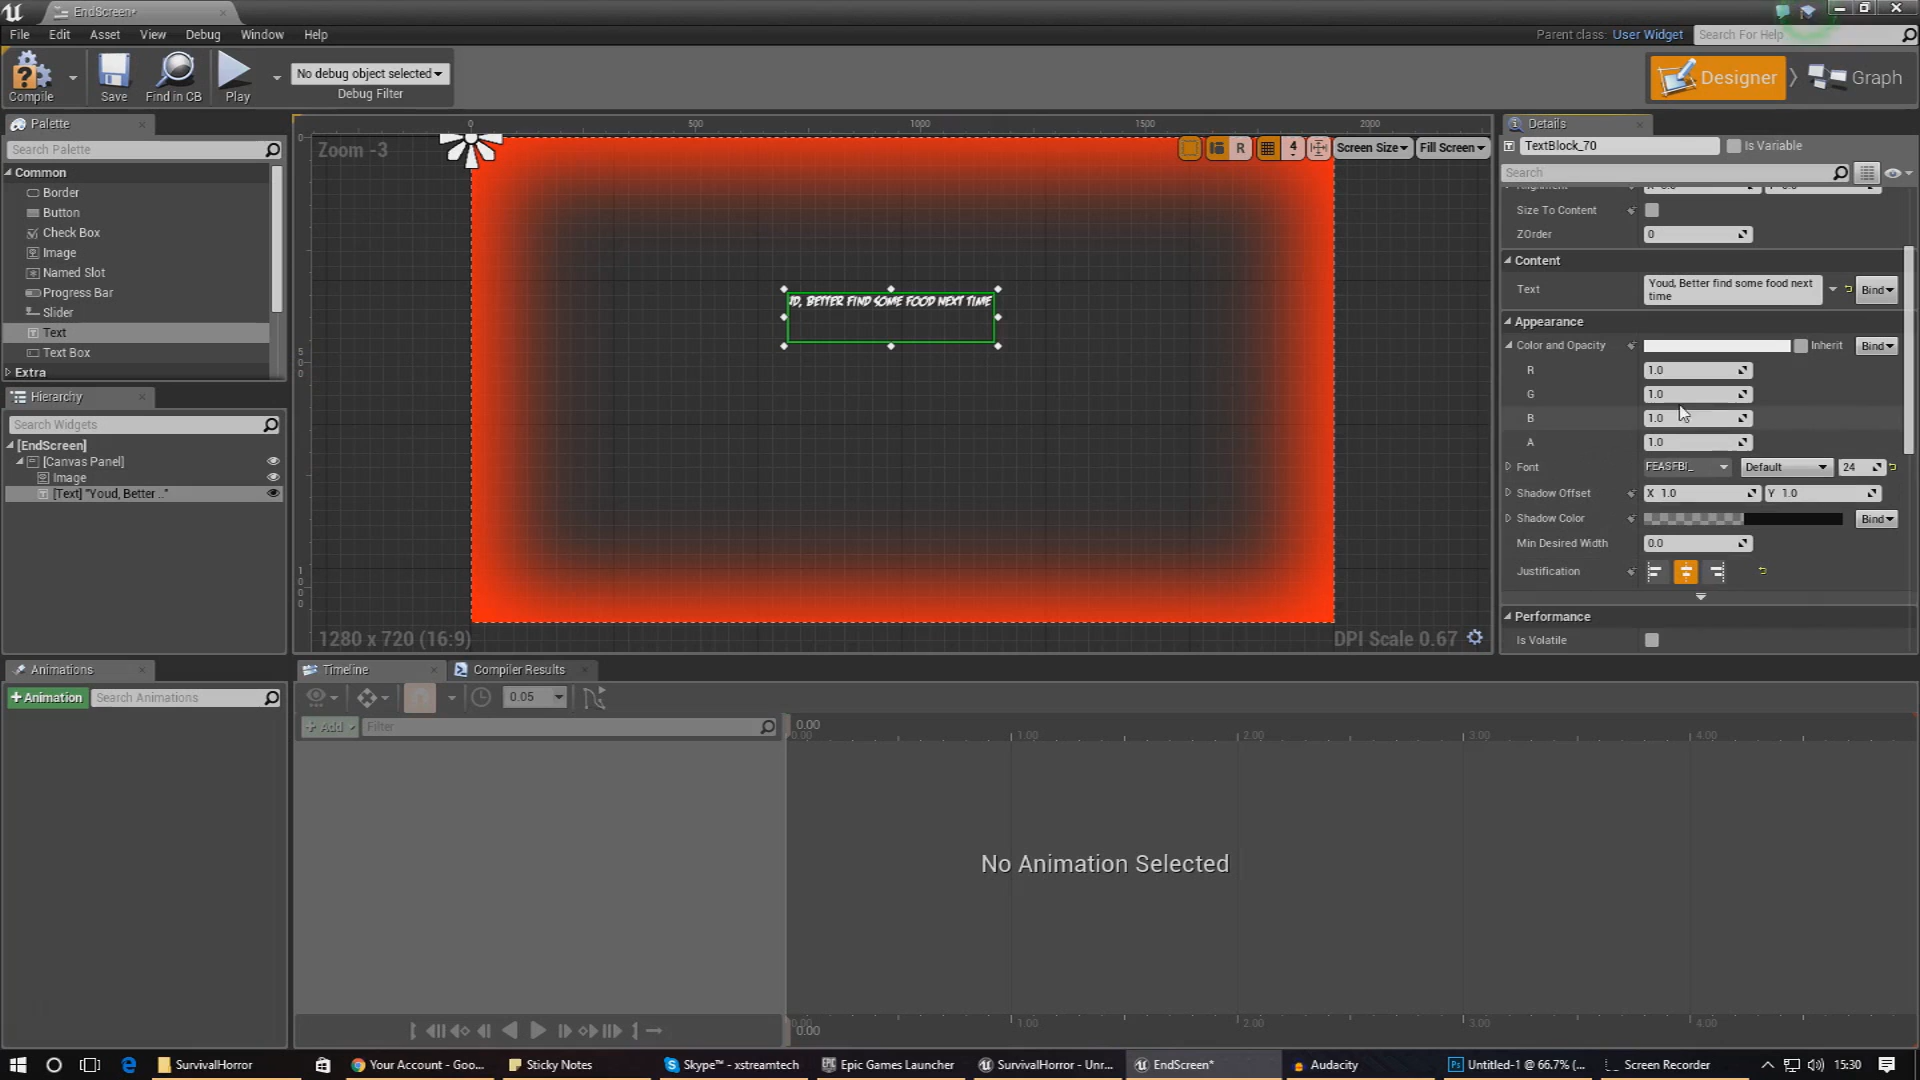 EndScreen*
File Edit Asset View Debug Window Help
Parent class: User Widget
Search For Help
Compile
Save
Find in CB
Play
No debug object selected
Debug Filter
Designer
Graph
Palette
Search Palette
Common
Border
Button
Check Box
Image
Named Slot
Progress Bar
Slider
Text
Text Box
Extra
Hierarchy
Search Widgets
[EndScreen]
[Canvas Panel]
Image
[Text] "Youd, Better .."
0 500 1000 1500 2000
Zoom -3
R
4
Screen Size
Fill Screen
D, BETTER FIND SOME FOOD NEXT TIME
1280 x 720 (16:9)
DPI Scale 0.67
Details
TextBlock_70
Is Variable
Search
Size To Content
ZOrder 0
Content
Text
Youd, Better find some food next
time
Bind
Appearance
Color and Opacity
Inherit
Bind
R 1.0
G 1.0
B 1.0
A 1.0
Font FEASFBI_ Default 24
Shadow Offset X 1.0 Y 1.0
Shadow Color
Bind
Min Desired Width 0.0
Justification
Performance
Is Volatile
Animations
+ Animation
Search Animations
Timeline
Compiler Results
0.05
+ Add
Filter
0.00
0.00 1.00 2.00 3.00 4.00
No Animation Selected
0.00 1.00 2.00 3.00 4.00
0.00
SurvivalHorror
Your Account - Goo...
Sticky Notes
Skype™ - xstreamtech
Epic Games Launcher
SurvivalHorror - Unr...
EndScreen*
Audacity
Untitled-1 @ 66.7% (...
Screen Recorder
15:30